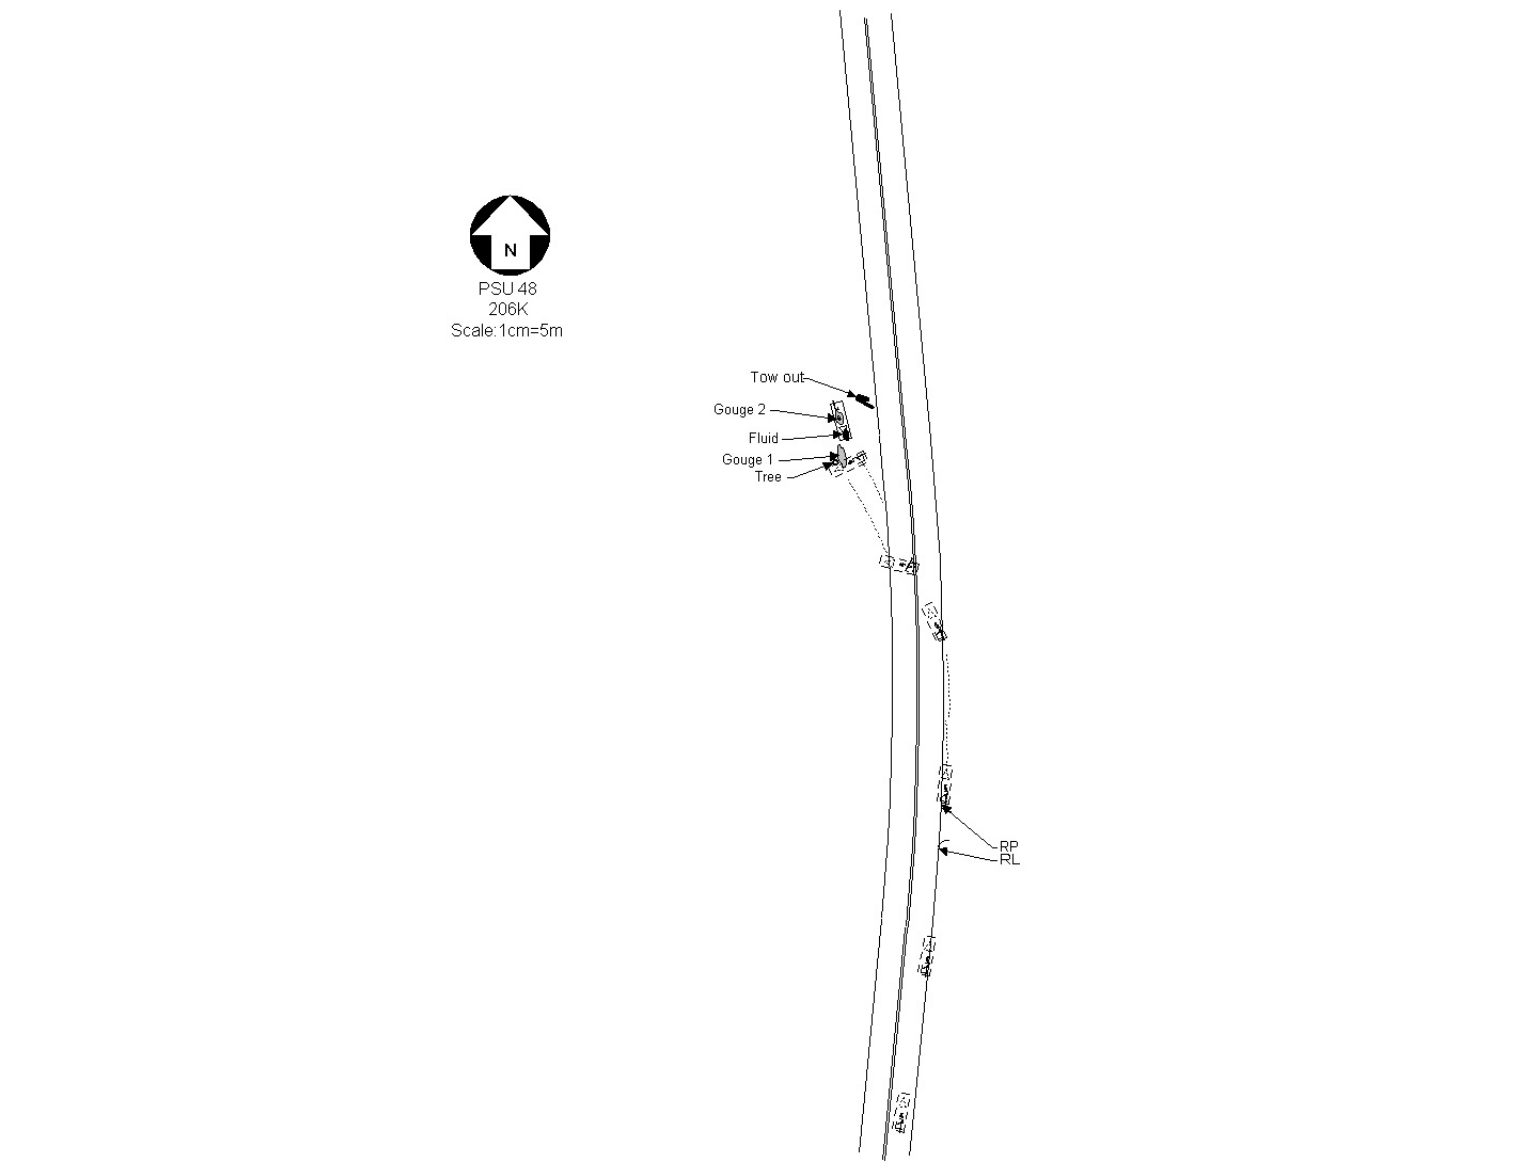 N
PSU 48
206K
Scale:1cm=5m
Tow out
Gouge 2
Fluid
Gouge 1
Tree
RP
RL